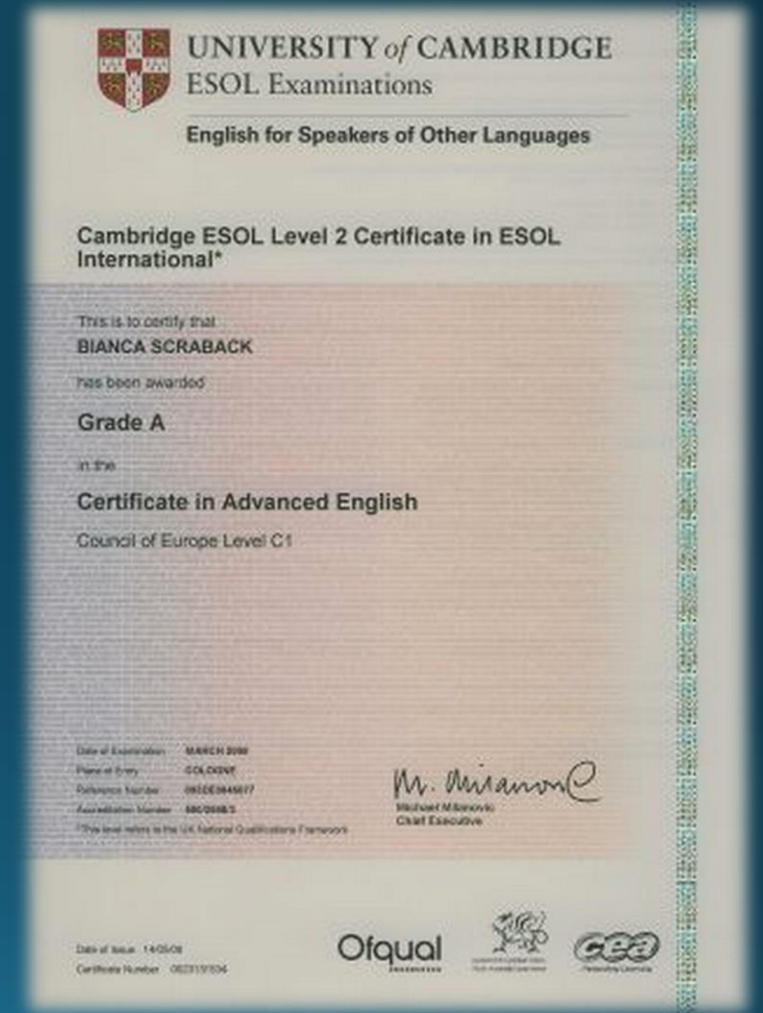 UNIVERSITY of CAMBRIDGE
ESOL Examinations
English for Speakers of Other Languages
Cambridge ESOL Level 2 Certificate in ESOL
International*
This is to certify that
BIANCA SCRABACK
has been awarded
Grade A
in the
Certificate in Advanced English
Council of Europe Level C1
Date of Examination MARCH
Place of Entry COLOGNE
Reference Number
Accreditation Number
*This level refers to the UK National Qualifications Framework
M. Milanovic
Michael Milanovic
Chief Executive
Date of Issue
Certificate Number
Ofqual
cea